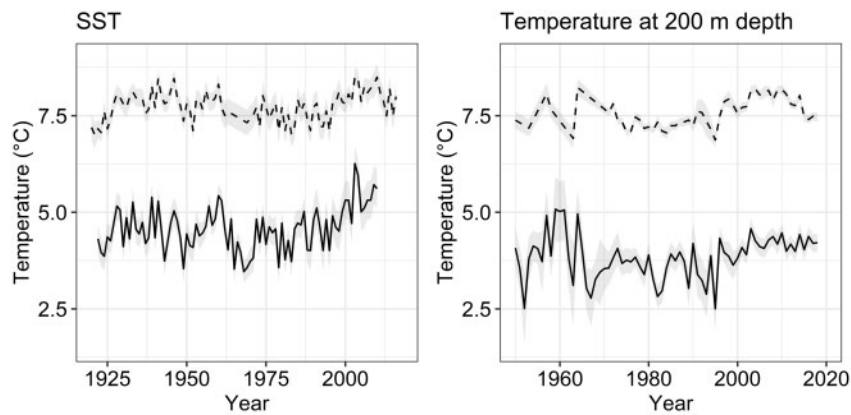 SST
Temperature (°C)
7.5
5.0
2.5
1925 1950 1975 2000
Year
Temperature at 200 m depth
Temperature (°C)
7.5
5.0
2.5
1960 1980 2000 2020
Year